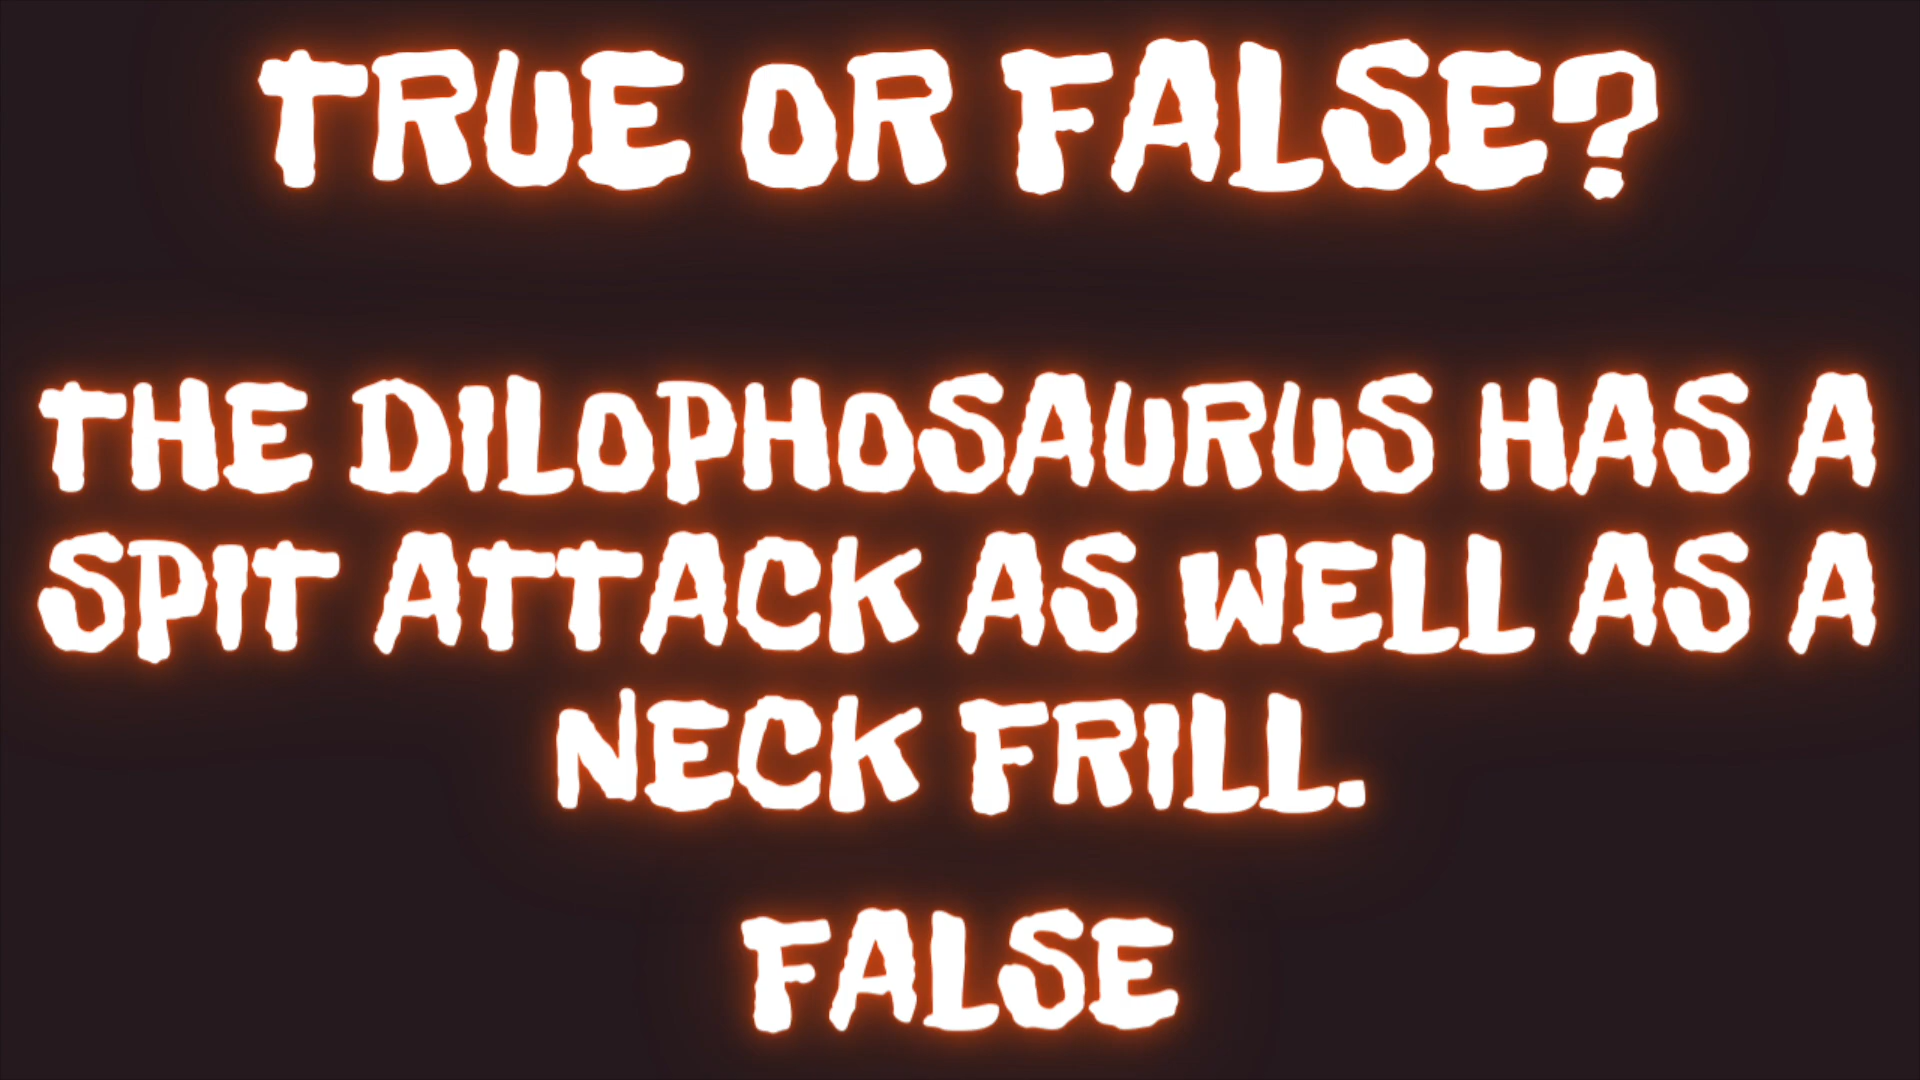 TRUE OR FALSE?
THE DILOPHOSAURUS HAS A
SPIT ATTACK AS WELL AS A
NECK FRILL.
FALSE